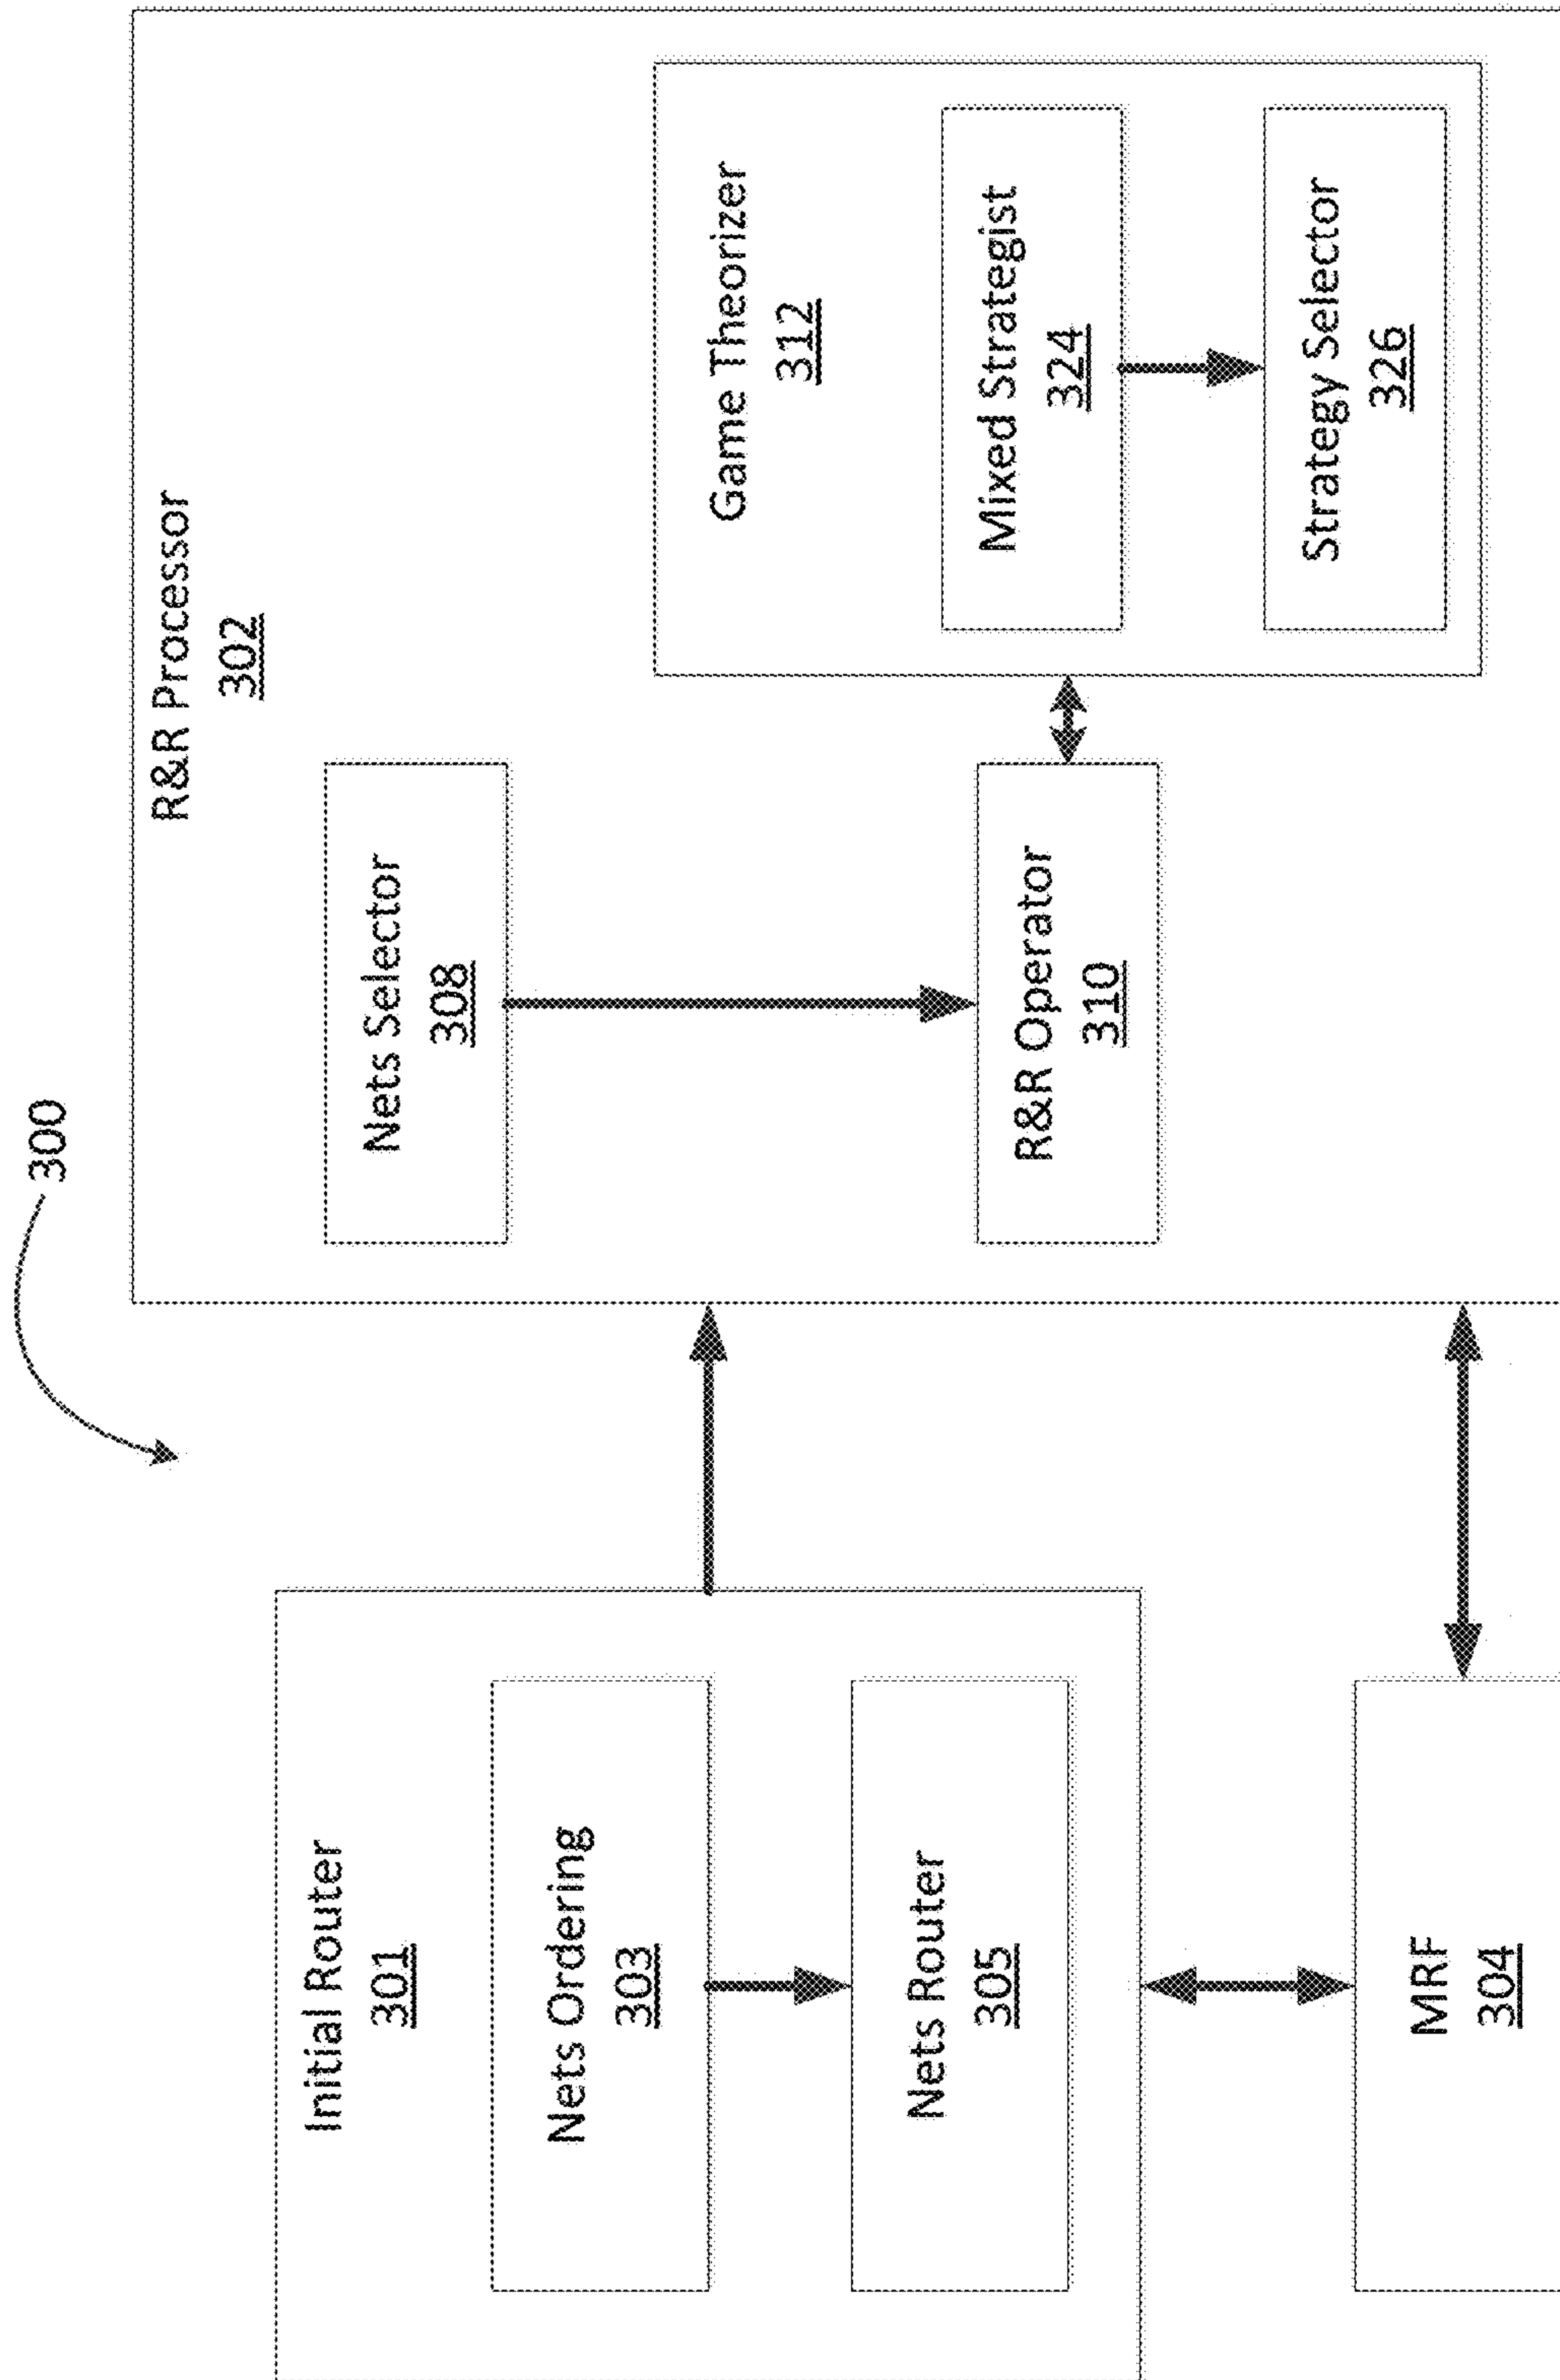 300
Initial Router
301
Nets Ordering
303
Nets Router
305
MRF
304
R&R Processor
302
Nets Selector
308
R&R Operator
310
Game Theorizer
312
Mixed Strategist
324
Strategy Selector
326